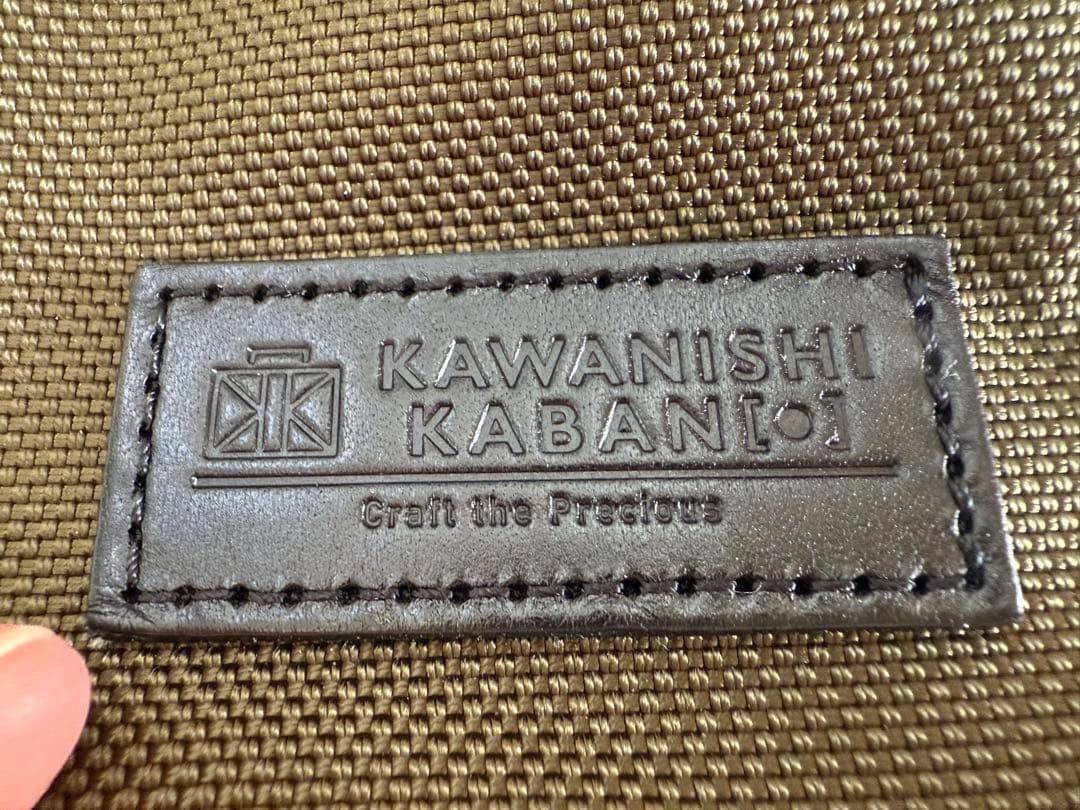 KAWANISHI
KABAN[●]
Craft the Precious